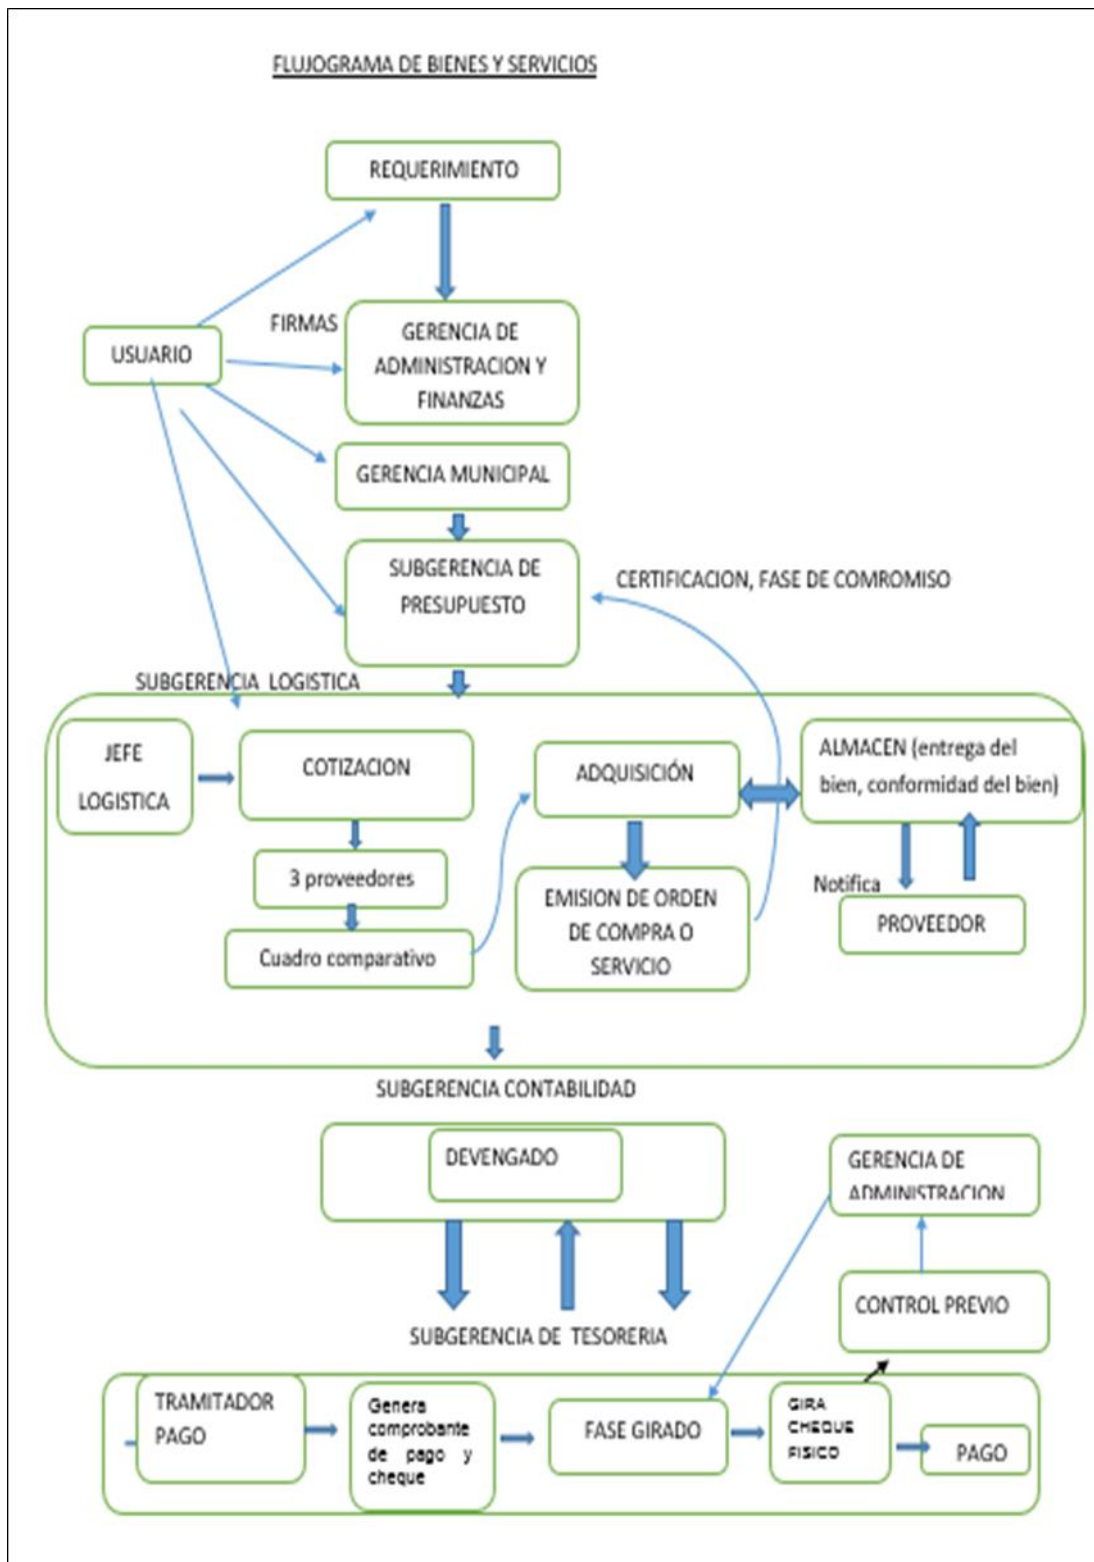 FLUJOGRAMA DE BIENES Y SERVICIOS
REQUERIMIENTO
FIRMAS
USUARIO
GERENCIA DE
ADMINISTRACION Y
FINANZAS
GERENCIA MUNICIPAL
SUBGERENCIA DE
PRESUPUESTO
CERTIFICACION, FASE DE COMROMISO
SUBGERENCIA LOGISTICA
JEFE
LOGISTICA
COTIZACION
3 proveedores
Cuadro comparativo
ADQUISICIÓN
EMISION DE ORDEN
DE COMPRA O
SERVICIO
ALMACEN (entrega del
bien, conformidad del bien)
Notifica
PROVEEDOR
SUBGERENCIA CONTABILIDAD
DEVENGADO
GERENCIA DE
ADMINISTRACION
CONTROL PREVIO
SUBGERENCIA DE TESORERIA
TRAMITADOR
PAGO
Genera
comprobante
de pago y
cheque
FASE GIRADO
GIRA
CHEQUE
FISICO
PAGO